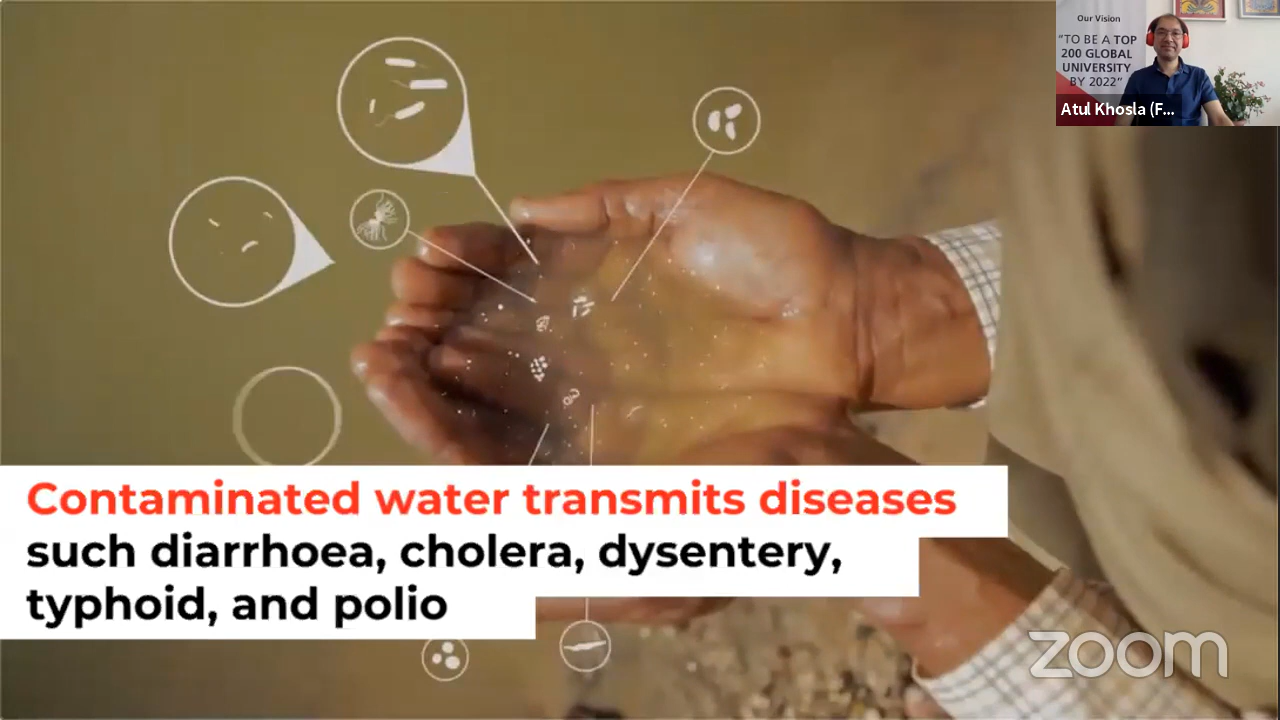 Our Vision
"TO BE A TOP
200 GLOBAL
UNIVERSITY
BY 2022"
Atul Khosla (F...
Contaminated water transmits diseases
such diarrhoea, cholera, dysentery,
typhoid, and polio
zoom